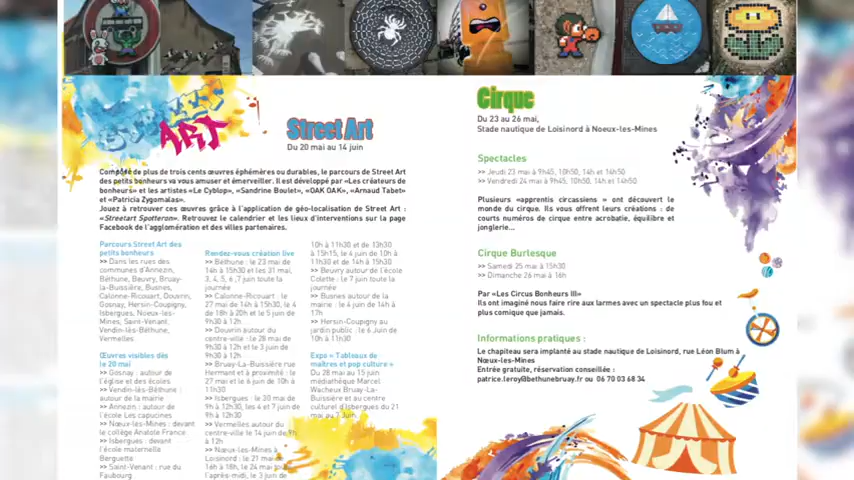 ART
Street Art
Du 20 mai au 14 juin
Composé de plus de trois cents œuvres éphémères ou durables, le parcours de Street Art
des petits bonheurs va vous amuser et émerveiller. Il est développé par «Les créateurs de
bonheurs» et les artistes «Le Cyblop», «Sandrine Boulet», «OAK OAK», «Arnaud Tabet»
et «Patricia Zygomalas».
Jouez à retrouver ces œuvres grâce à l'application de géo-localisation de Street Art :
«Streetart Spotteron». Retrouvez le calendrier et les lieux d'interventions sur la page
Facebook de l'agglomération et des villes partenaires.
Parcours Street Art des
petits bonheurs
>> Dans les rues des
communes d'Annezin,
Béthune, Beuvry, Bruay-
la-Buissière, Busnes,
Calonne-Ricouart, Douvrin,
Gosnay, Hersin-Coupigny,
Isbergues, Noeux-les-
Mines, Saint-Venant,
Vendin-lès-Béthune,
Vermelles
Œuvres visibles dès
le 20 mai
>> Gosnay : autour de
l'église et des écoles
>> Vendin-lès-Béthune :
autour de la mairie
>> Annezin : autour de
l'école Les capucines
>> Nœux-les-Mines : devant
le collège Anatole France
>> Isbergues : devant
l'école maternelle
Berguette
>> Saint-Venant : rue du
Faubourg
Rendez-vous création live
>> Béthune : le 23 mai de
14h à 15h30 et les 31 mai,
3, 4, 5, 6 ,7 juin toute la
journée
>> Calonne-Ricouart : le
27 mai de 14h à 15h30, le 4
de 18h à 20h et le 5 juin de
9h30 à 12h
>> Douvrin autour du
centre-ville : le 28 mai de
9h30 à 12h et le 3 juin de
9h30 à 12h
>> Bruay-La-Buissière rue
Hermant et à proximité : le
27 mai et le 6 juin de 10h à
11h30
>> Isbergues : le 20 mai de
9h à 12h30, les 4 et 7 juin de
9h à 12h30
>> Vermelles autour du
centre-ville le 14 juin de 9h
à 12h
>> Nœux-les-Mines à
Loisinord : le 21 mai de
16h à 18h, le 24 mai toute
l'après-midi, le 3 juin de
10h à 11h30 et de 13h30
à 15h15, le 6 juin de 10h à
11h30 et de 14h à 15h30
>> Beuvry autour de l'école
Colette : le 7 juin toute la
journée
>> Busnes autour de la
mairie : le 4 juin de 14h à
17h
>> Hersin-Coupigny au
jardin public : le 6 juin de
10h à 11h30
Expo « Tableaux de
maîtres et pop culture »
Du 28 mai au 15 juin
médiathèque Marcel
Wacheux Bruay-La-
Buissière et au centre
culturel d'Isbergues du 21
mai au 7 juin
Cirque
Du 23 au 26 mai,
Stade nautique de Loisinord à Noeux-les-Mines
Spectacles
>> Jeudi 23 mai à 9h45, 10h50, 14h et 14h50
>> Vendredi 24 mai à 9h45, 10h50, 14h et 14h50
Plusieurs «apprentis circassiens » ont découvert le
monde du cirque. Ils vous offrent leurs créations : de
courts numéros de cirque entre acrobatie, équilibre et
jonglerie...
Cirque Burlesque
>> Samedi 25 mai à 15h30
>> Dimanche 26 mai à 16h
Par «Les Circus Bonheurs III»
Ils ont imaginé nous faire rire aux larmes avec un spectacle plus fou et
plus comique que jamais.
Informations pratiques :
Le chapiteau sera implanté au stade nautique de Loisinord, rue Léon Blum à
Nœux-les-Mines
Entrée gratuite, réservation conseillée :
patrice.leroy@bethunebruay.fr ou 06 70 03 68 34